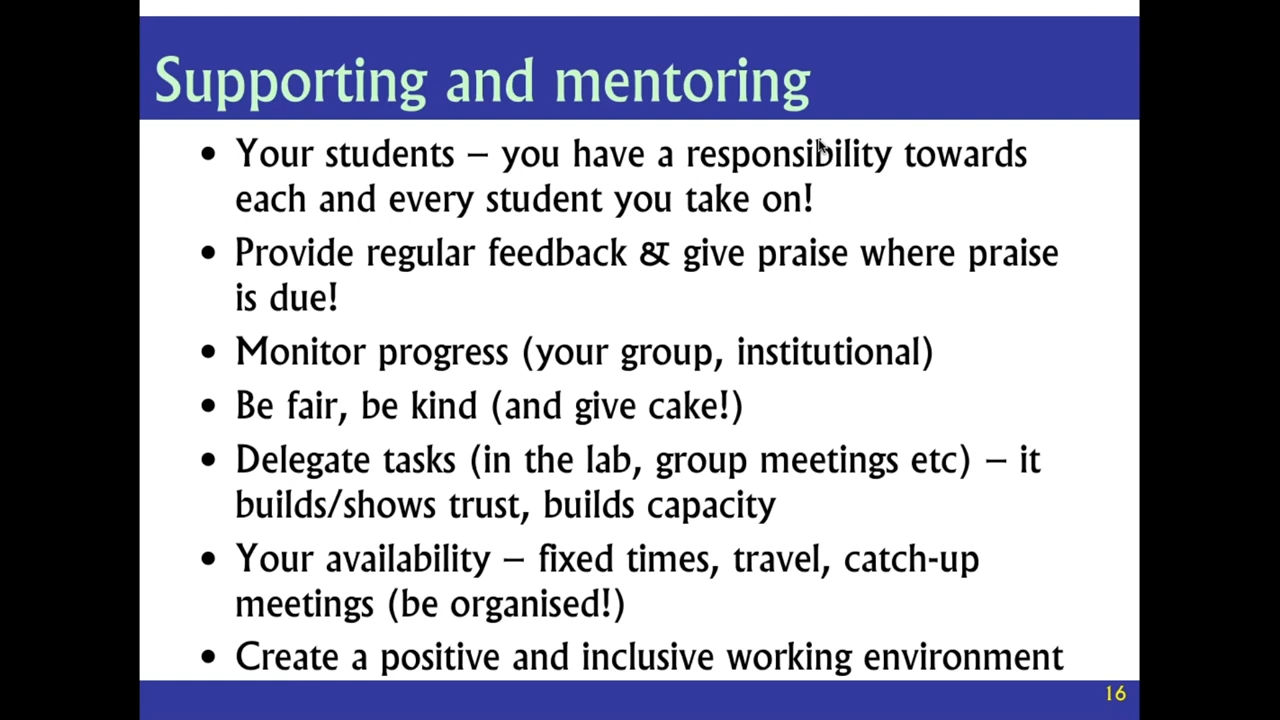 Supporting and mentoring
• Your students – you have a responsibility towards
each and every student you take on!
• Provide regular feedback & give praise where praise
is due!
• Monitor progress (your group, institutional)
• Be fair, be kind (and give cake!)
• Delegate tasks (in the lab, group meetings etc) – it
builds/shows trust, builds capacity
• Your availability – fixed times, travel, catch-up
meetings (be organised!)
• Create a positive and inclusive working environment
16